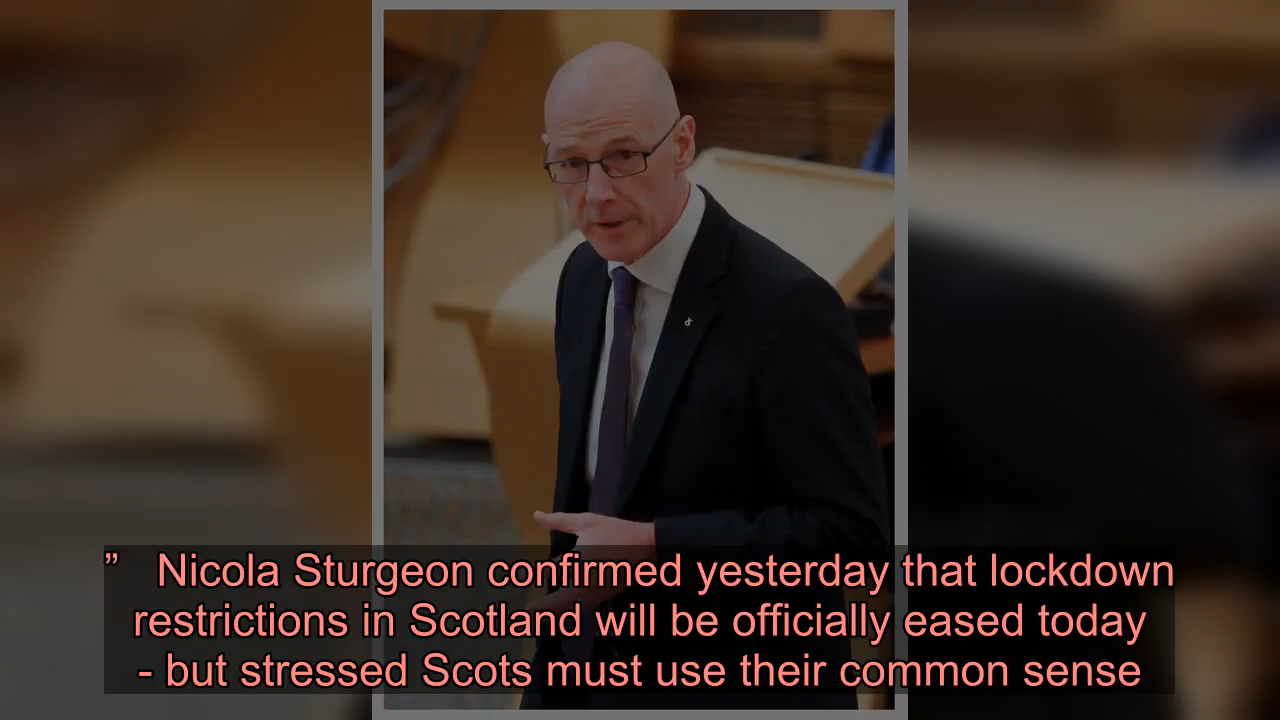 ”   Nicola Sturgeon confirmed yesterday that lockdown
restrictions in Scotland will be officially eased today
- but stressed Scots must use their common sense